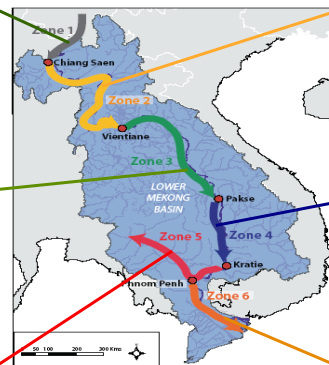 Zone 1
Chiang Saen
Zone 2
Vientiane
Zone 3
LOWER
MEKONG
BASIN
Pakse
Zone 5
Zone 4
Kratie
hnom Penh
Zone 6
50 100 200 300 Kms